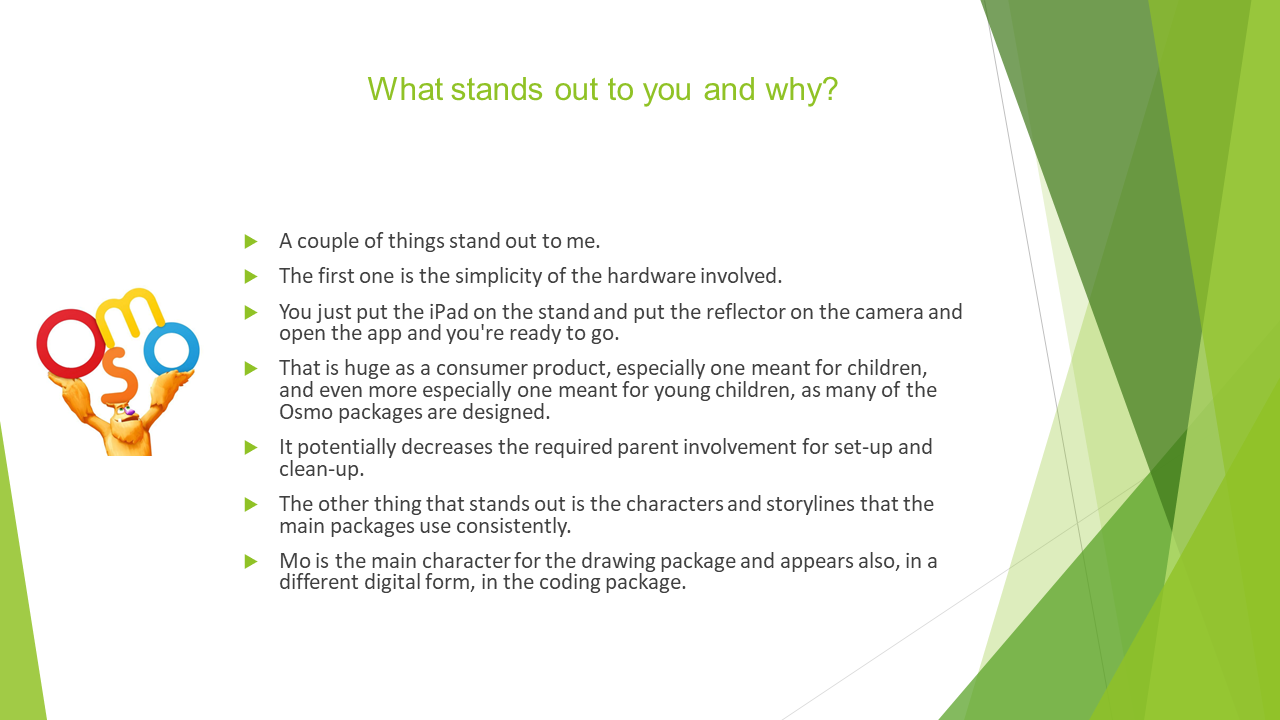 What stands out to you and why?
A couple of things stand out to me.
The first one is the simplicity of the hardware involved.
You just put the iPad on the stand and put the reflector on the camera and
open the app and you're ready to go.
That is huge as a consumer product, especially one meant for children,
and even more especially one meant for young children, as many of the
Osmo packages are designed.
It potentially decreases the required parent involvement for set-up and
clean-up.
The other thing that stands out is the characters and storylines that the
main packages use consistently.
Mo is the main character for the drawing package and appears also, in a
different digital form, in the coding package.
Osmo